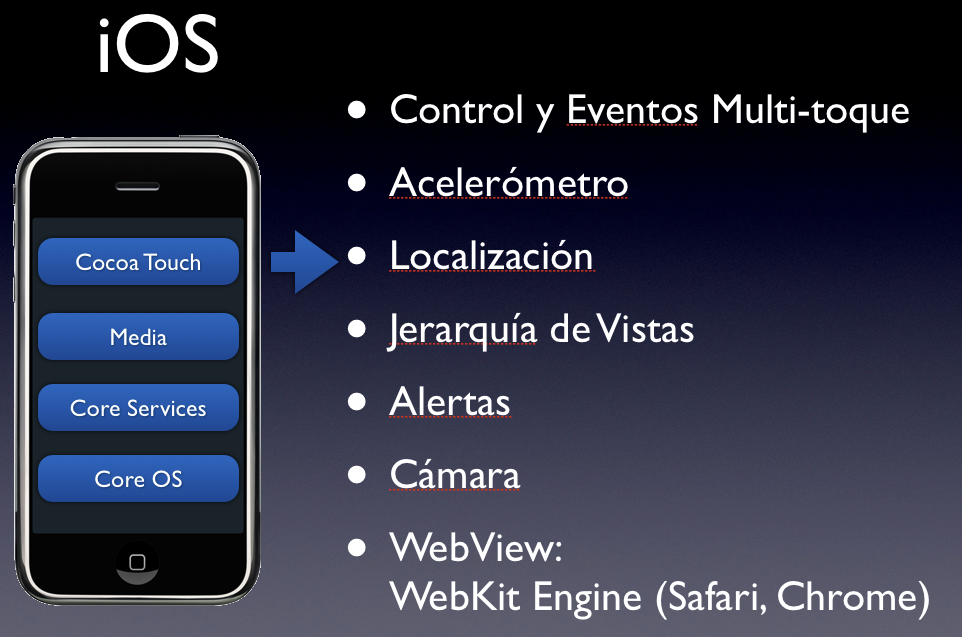 iOS
Cocoa Touch
Media
Core Services
Core OS
• Control y Eventos Multi-toque
• Acelerómetro
• Localización
• Jerarquía de Vistas
• Alertas
• Cámara
• WebView:
WebKit Engine (Safari, Chrome)